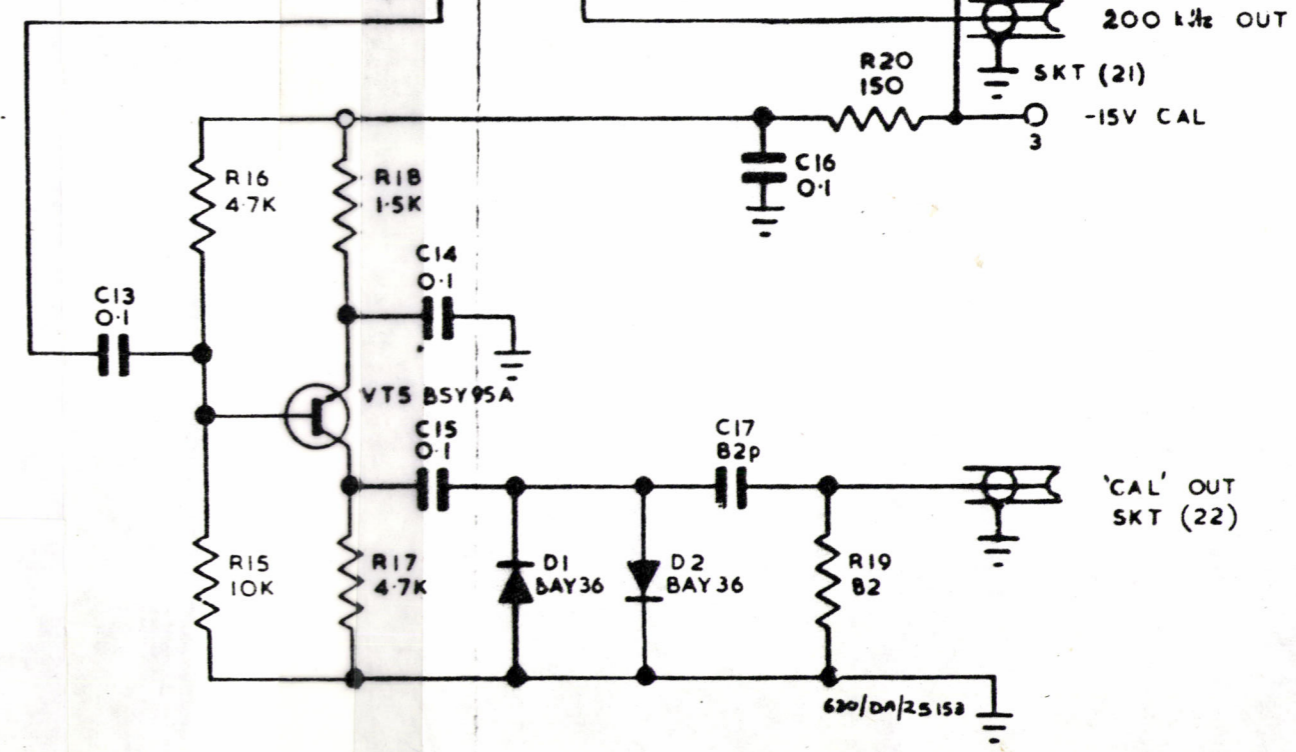 200 kHz OUT
SKT (21)
R20
150
-15V CAL
3
C16
0·1
R16
4·7K
R18
1·5K
C14
0·1
C13
0·1
VT5 BSY95A
C15
0·1
C17
82p
'CAL' OUT
SKT (22)
R15
10K
R17
4·7K
D1
BAY36
D2
BAY36
R19
82
630/DA/25153